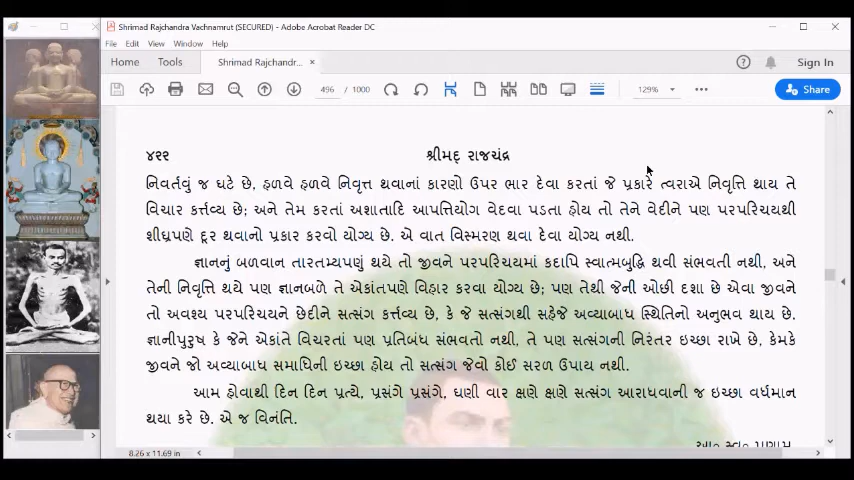 Shrimad Rajchandra Vachnamrut (SECURED) - Adobe Acrobat Reader DC
File Edit View Window Help
Home Tools Shrimad Rajchandr... × Sign In
496 / 1000 129% Share
૪૨૨ શ્રીમદ્ રાજચંદ્ર
નિવર્તવું જ ઘટે છે, હળવે હળવે નિવૃત્ત થવાનાં કારણો ઉપર ભાર દેવા કરતાં જે પ્રકારે ત્વરાએ નિવૃત્તિ થાય તે
વિચાર કર્ત્તવ્ય છે; અને તેમ કરતાં અશાતાદિ આપત્તિયોગ વેદવા પડતા હોય તો તેને વેદીને પણ પરપરિચયથી
શીઘ્રપણે દૂર થવાનો પ્રકાર કરવો યોગ્ય છે. એ વાત વિસ્મરણ થવા દેવા યોગ્ય નથી.
જ્ઞાનનું બળવાન તારતમ્યપણું થયે તો જીવને પરપરિચયમાં કદાપિ સ્વાત્મબુદ્ધિ થવી સંભવતી નથી, અને
તેની નિવૃત્તિ થયે પણ જ્ઞાનબળે તે એકાંતપણે વિહાર કરવા યોગ્ય છે; પણ તેથી જેની ઓછી દશા છે એવા જીવને
તો અવશ્ય પરપરિચયને છેદીને સત્સંગ કર્ત્તવ્ય છે, કે જે સત્સંગથી સહેજે અવ્યાબાધ સ્થિતિનો અનુભવ થાય છે.
જ્ઞાનીપુરુષ કે જેને એકાંતે વિચરતાં પણ પ્રતિબંધ સંભવતો નથી, તે પણ સત્સંગની નિરંતર ઇચ્છા રાખે છે, કેમકે
જીવને જો અવ્યાબાધ સમાધિની ઇચ્છા હોય તો સત્સંગ જેવો કોઈ સરળ ઉપાય નથી.
આમ હોવાથી દિન દિન પ્રત્યે, પ્રસંગે પ્રસંગે, ઘણી વાર ક્ષણે ક્ષણે સત્સંગ આરાધવાની જ ઇચ્છા વર્ધમાન
થયા કરે છે. એ જ વિનંતિ.
આ૦ સ્વ૦ પ્રણામ
8.26 x 11.69 in